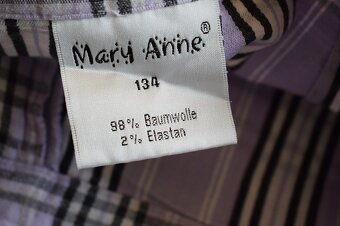 Mary Anne®
134
98% Baumwolle
2% Elastan